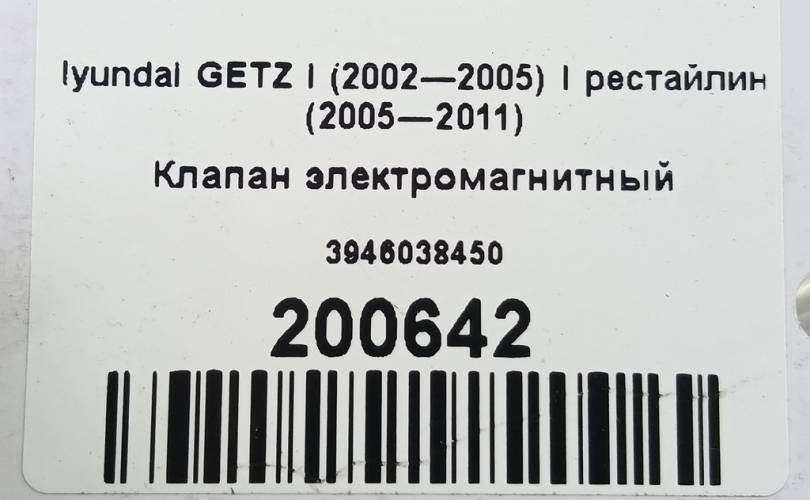 lyundai GETZ I (2002—2005) I рестайлин
(2005—2011)
Клапан электромагнитный
3946038450
200642